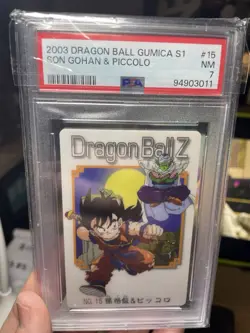 2003 DRAGON BALL GUMICA S1 #15
SON GOHAN & PICCOLO NM
PSA 7
94903011
Dragon Ball Z
NO.15 孫悟飯&ピッコロ